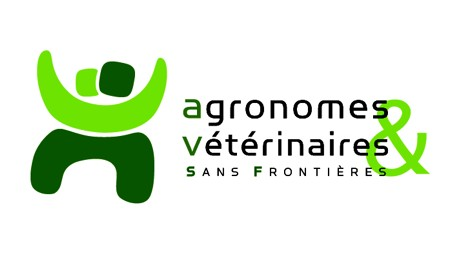 agronomes &
vétérinaires
SANS FRONTIÈRES